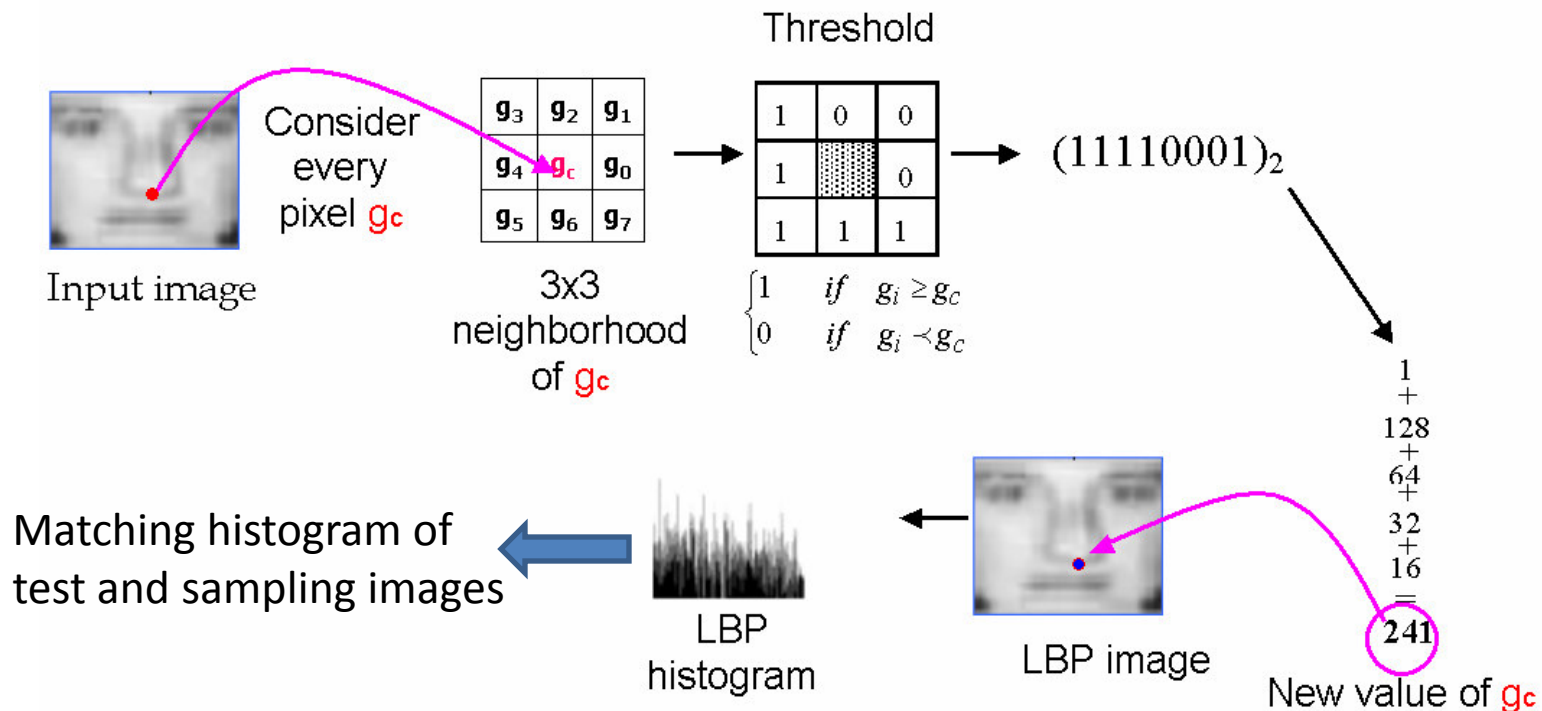 Threshold
Consider
every
pixel gc
Input image
g3 g2 g1
g4 gc g0
g5 g6 g7
3x3
neighborhood
of gc
1 0 0
1 0
1 1 1
{1 if gi ≥ gC
0 if gi ≺ gC
(11110001)2
1
+
128
+
64
+
32
+
16
=
241
New value of gc
LBP image
LBP
histogram
Matching histogram of
test and sampling images